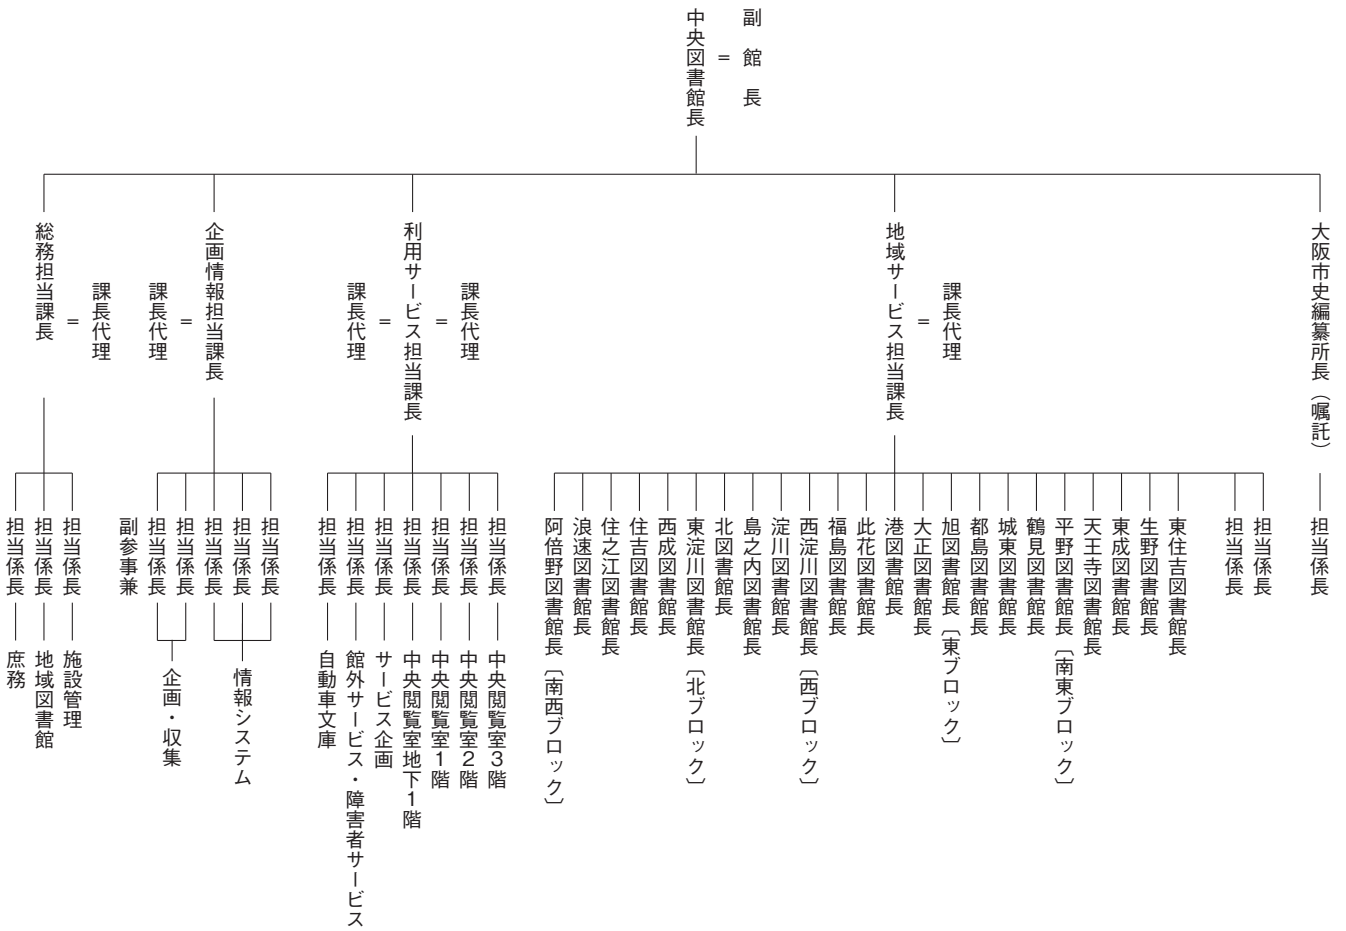 副館長
＝
中央図書館長
大阪市史編纂所長（嘱託）
担当係長
課長代理
＝
地域サービス担当課長
担当係長
担当係長
東住吉図書館長
生野図書館長
東成図書館長
天王寺図書館長
平野図書館長〔南東ブロック〕
鶴見図書館長
城東図書館長
都島図書館長
旭図書館長〔東ブロック〕
大正図書館長
港図書館長
此花図書館長
福島図書館長
西淀川図書館長〔西ブロック〕
淀川図書館長
島之内図書館長
北図書館長
東淀川図書館長〔北ブロック〕
西成図書館長
住吉図書館長
住之江図書館長
浪速図書館長
阿倍野図書館長〔南西ブロック〕
課長代理
＝
利用サービス担当課長
＝
課長代理
担当係長
中央閲覧室3階
担当係長
中央閲覧室2階
担当係長
中央閲覧室1階
担当係長
中央閲覧室地下1階
担当係長
サービス企画
担当係長
館外サービス・障害者サービス
担当係長
自動車文庫
企画情報担当課長
＝
課長代理
担当係長
担当係長
担当係長
情報システム
担当係長
担当係長
副参事兼
企画・収集
課長代理
＝
総務担当課長
担当係長
施設管理
担当係長
地域図書館
担当係長
庶務